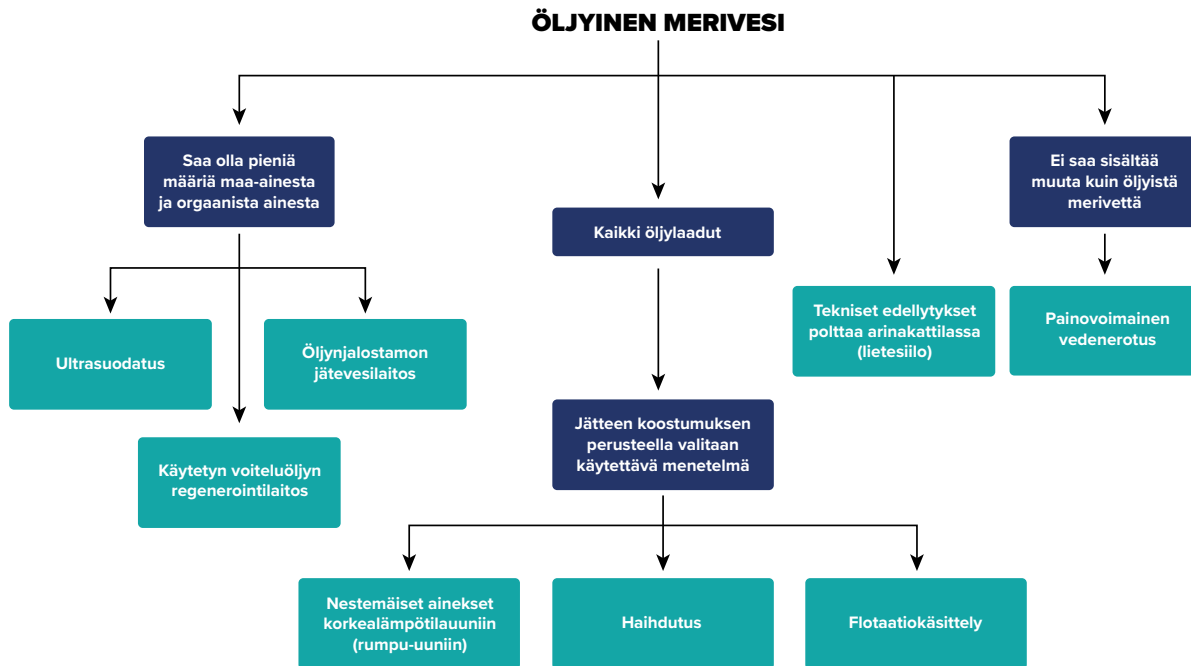 ÖLJYINEN MERIVESI
Saa olla pieniä
määriä maa-ainesta
ja orgaanista ainesta
Ei saa sisältää
muuta kuin öljyistä
merivettä
Kaikki öljylaadut
Ultrasuodatus
Öljynjalostamon
jätevesilaitos
Tekniset edellytykset
polttaa arinakattilassa
(lietesiilo)
Painovoimainen
vedenerotus
Käytetyn voiteluöljyn
regenerointilaitos
Jätteen koostumuksen
perusteella valitaan
käytettävä menetelmä
Nestemäiset ainekset
korkealämpötilauuniin
(rumpu-uuniin)
Haihdutus
Flotaatiokäsittely